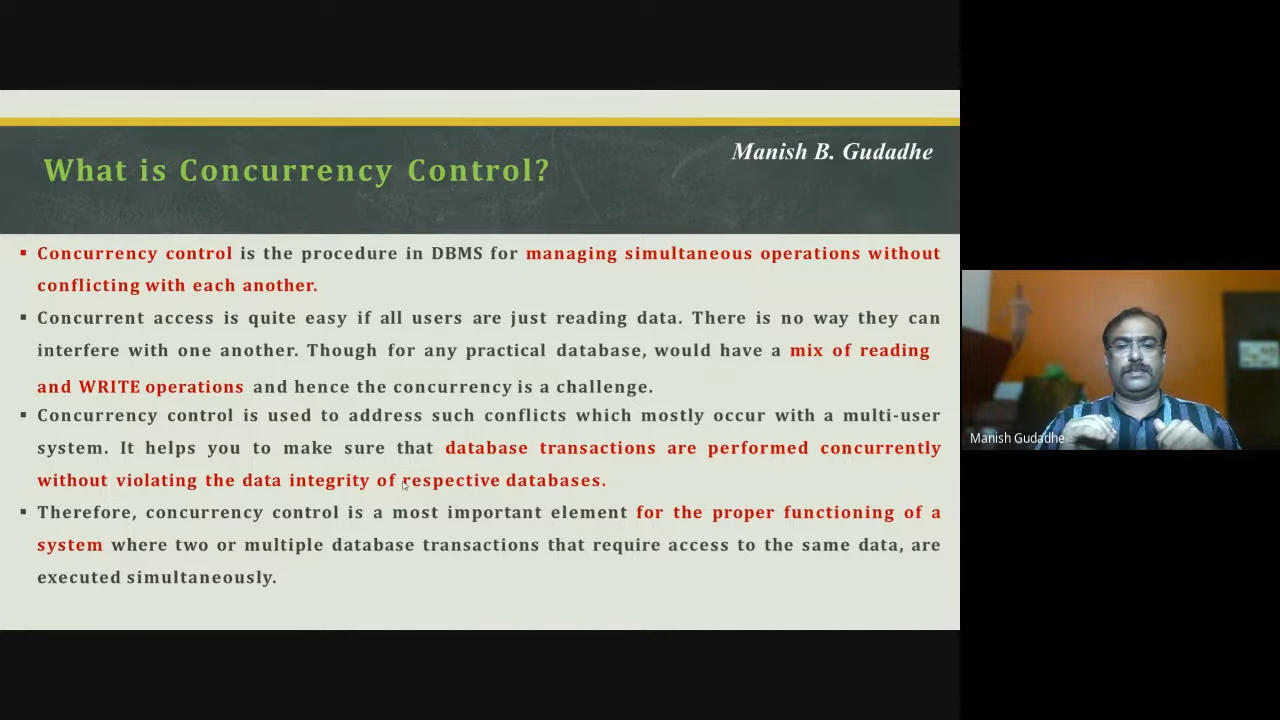 Manish B. Gudadhe
What is Concurrency Control?
▪ Concurrency control is the procedure in DBMS for managing simultaneous operations without
conflicting with each another.
▪ Concurrent access is quite easy if all users are just reading data. There is no way they can
interfere with one another. Though for any practical database, would have a mix of reading
and WRITE operations and hence the concurrency is a challenge.
▪ Concurrency control is used to address such conflicts which mostly occur with a multi-user
system. It helps you to make sure that database transactions are performed concurrently
without violating the data integrity of respective databases.
▪ Therefore, concurrency control is a most important element for the proper functioning of a
system where two or multiple database transactions that require access to the same data, are
executed simultaneously.
Manish Gudadhe